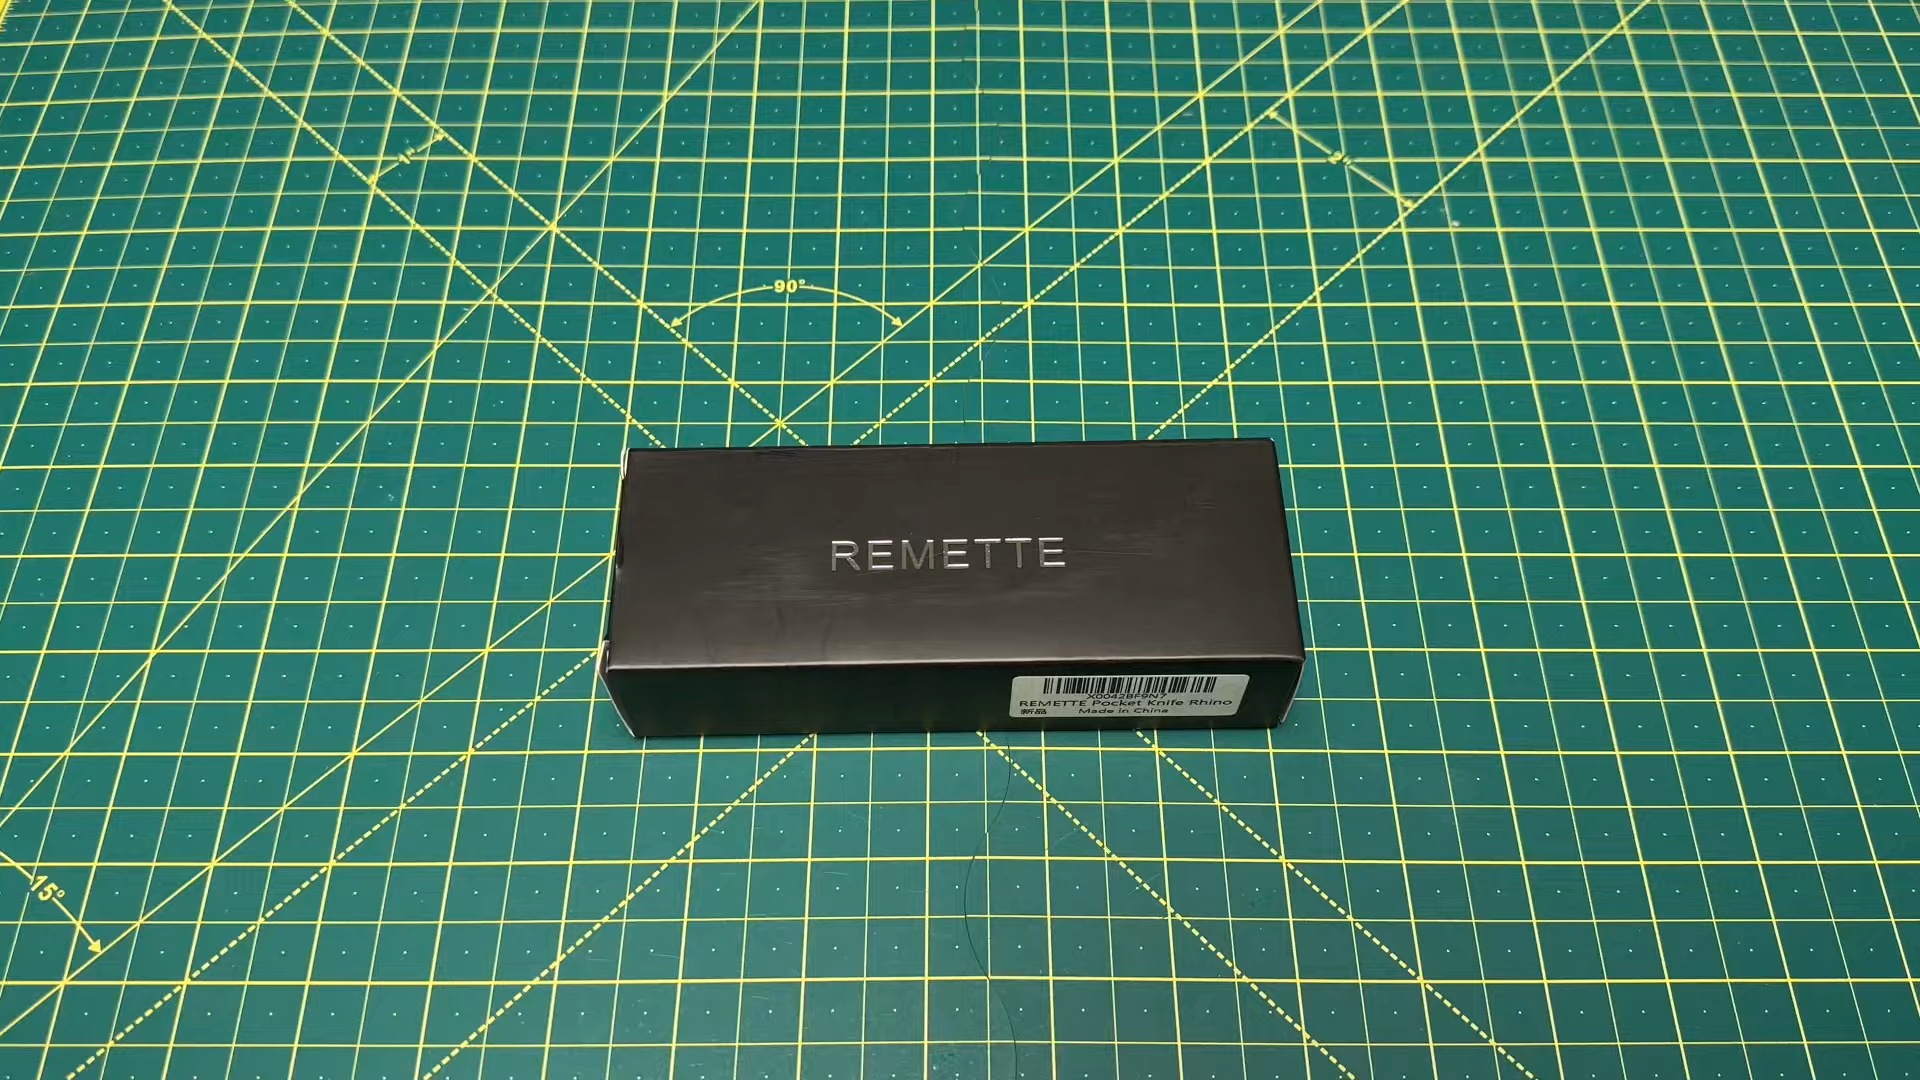 1"
2"
90°
REMETTE
X0042BF9N7
REMETTE Pocket Knife Rhino
新品
Made in China
15°